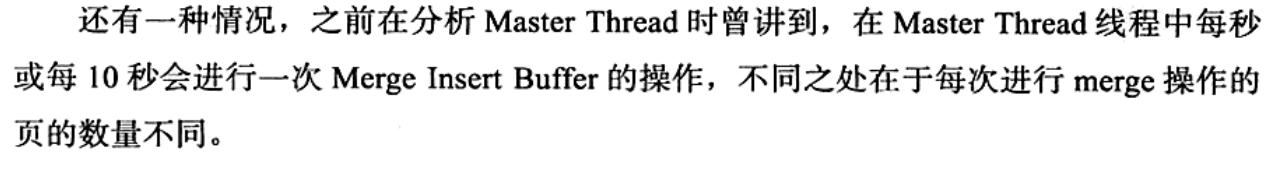 还有一种情况，之前在分析 Master Thread 时曾讲到，在 Master Thread 线程中每秒
或每 10 秒会进行一次 Merge Insert Buffer 的操作，不同之处在于每次进行 merge 操作的
页的数量不同。